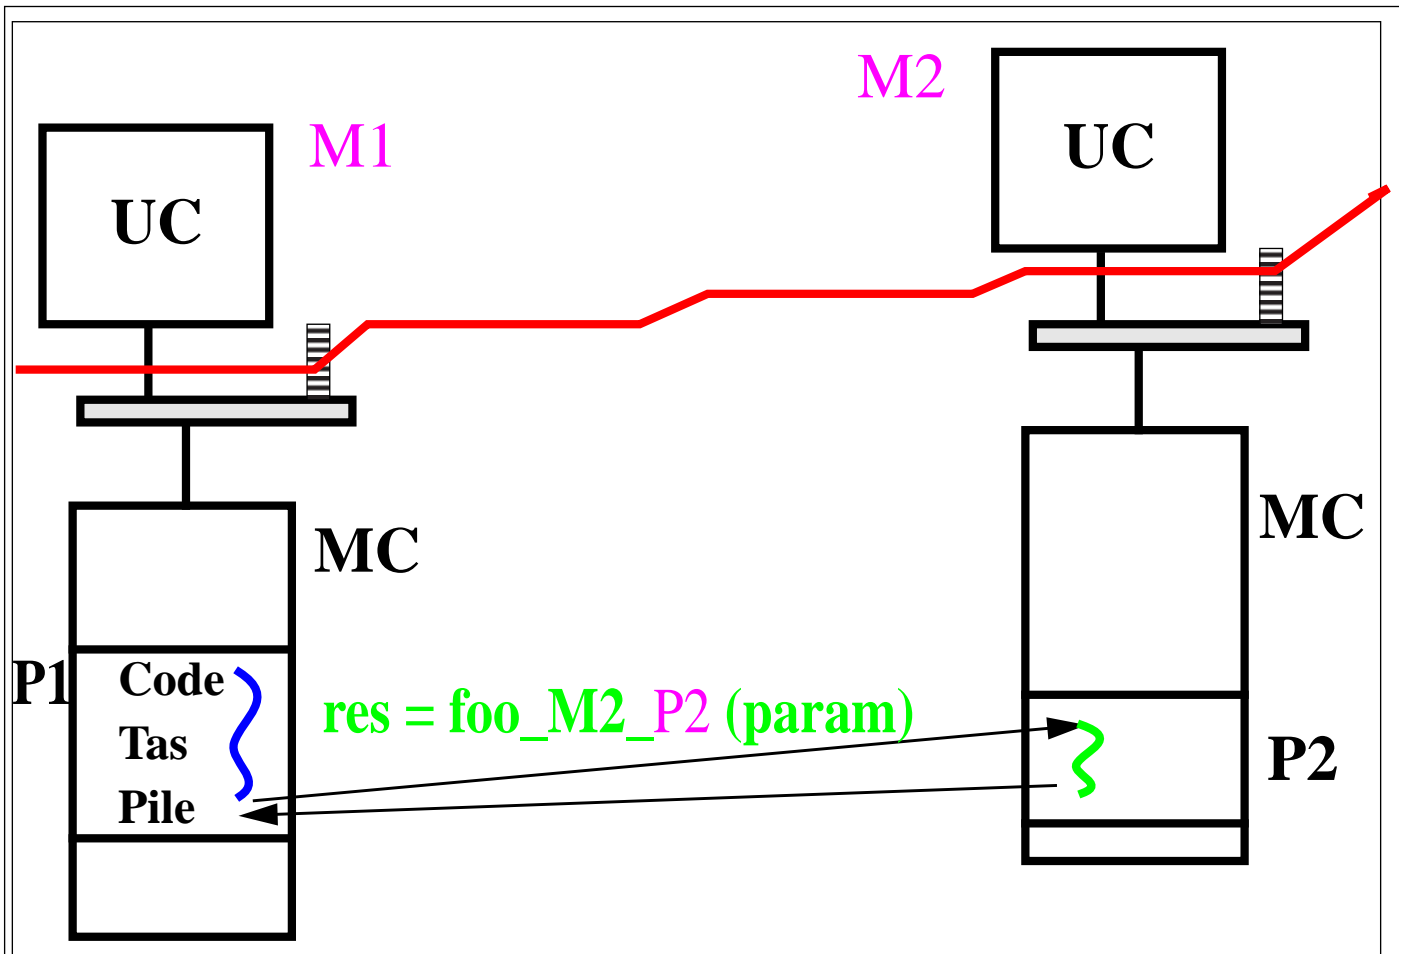 M2
UC
M1
UC
MC
MC
P1
Code
Tas
Pile
res = foo_M2_P2 (param)
P2